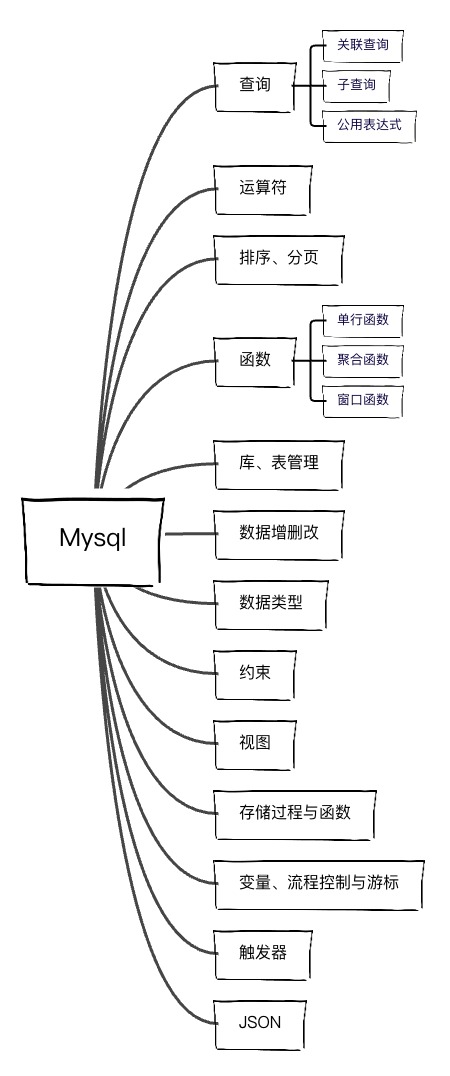 Mysql
查询
关联查询
子查询
公用表达式
运算符
排序、分页
函数
单行函数
聚合函数
窗口函数
库、表管理
数据增删改
数据类型
约束
视图
存储过程与函数
变量、流程控制与游标
触发器
JSON